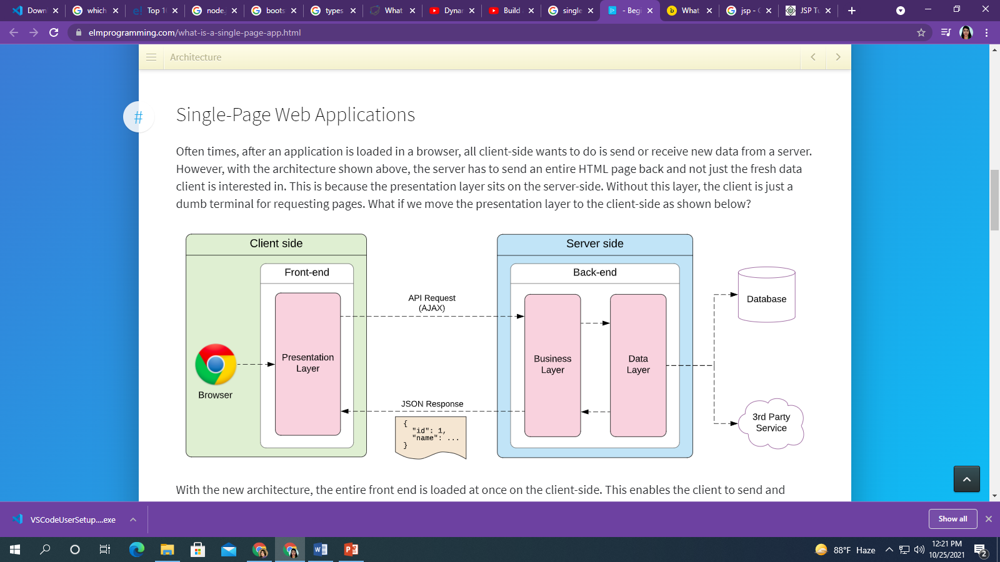 Down
which
Top 1
node.
boots
types
What
Dynar
Build
single
- Begi
What
jsp - G
JSP Tu
elmprogramming.com/what-is-a-single-page-app.html
Architecture
#
Single-Page Web Applications
Often times, after an application is loaded in a browser, all client-side wants to do is send or receive new data from a server.
However, with the architecture shown above, the server has to send an entire HTML page back and not just the fresh data
client is interested in. This is because the presentation layer sits on the server-side. Without this layer, the client is just a
dumb terminal for requesting pages. What if we move the presentation layer to the client-side as shown below?
Client side
Front-end
Presentation
Layer
Browser
API Request
(AJAX)
JSON Response
{
"id": 1,
"name": ...
}
Server side
Back-end
Business
Layer
Data
Layer
Database
3rd Party
Service
With the new architecture, the entire front end is loaded at once on the client-side. This enables the client to send and
VSCodeUserSetup....exe
Show all
88°F Haze
12:21 PM
10/25/2021
2